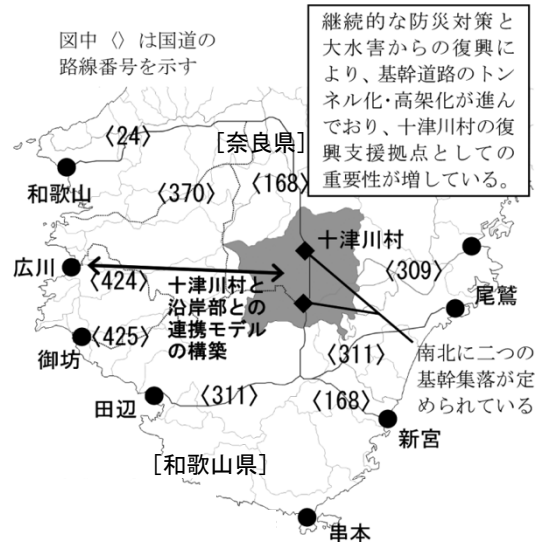 図中〈〉は国道の
路線番号を示す
継続的な防災対策と
大水害からの復興に
より、基幹道路のトン
ネル化・高架化が進ん
でおり、十津川村の復
興支援拠点としての
重要性が増している。
〈24〉
[奈良県]
和歌山
〈370〉
〈168〉
十津川村
広川
〈424〉
十津川村と
沿岸部との
連携モデル
の構築
〈309〉
尾鷲
〈425〉
御坊
〈311〉
南北に二つの
基幹集落が定
められている
〈311〉
〈168〉
田辺
新宮
[和歌山県]
串本